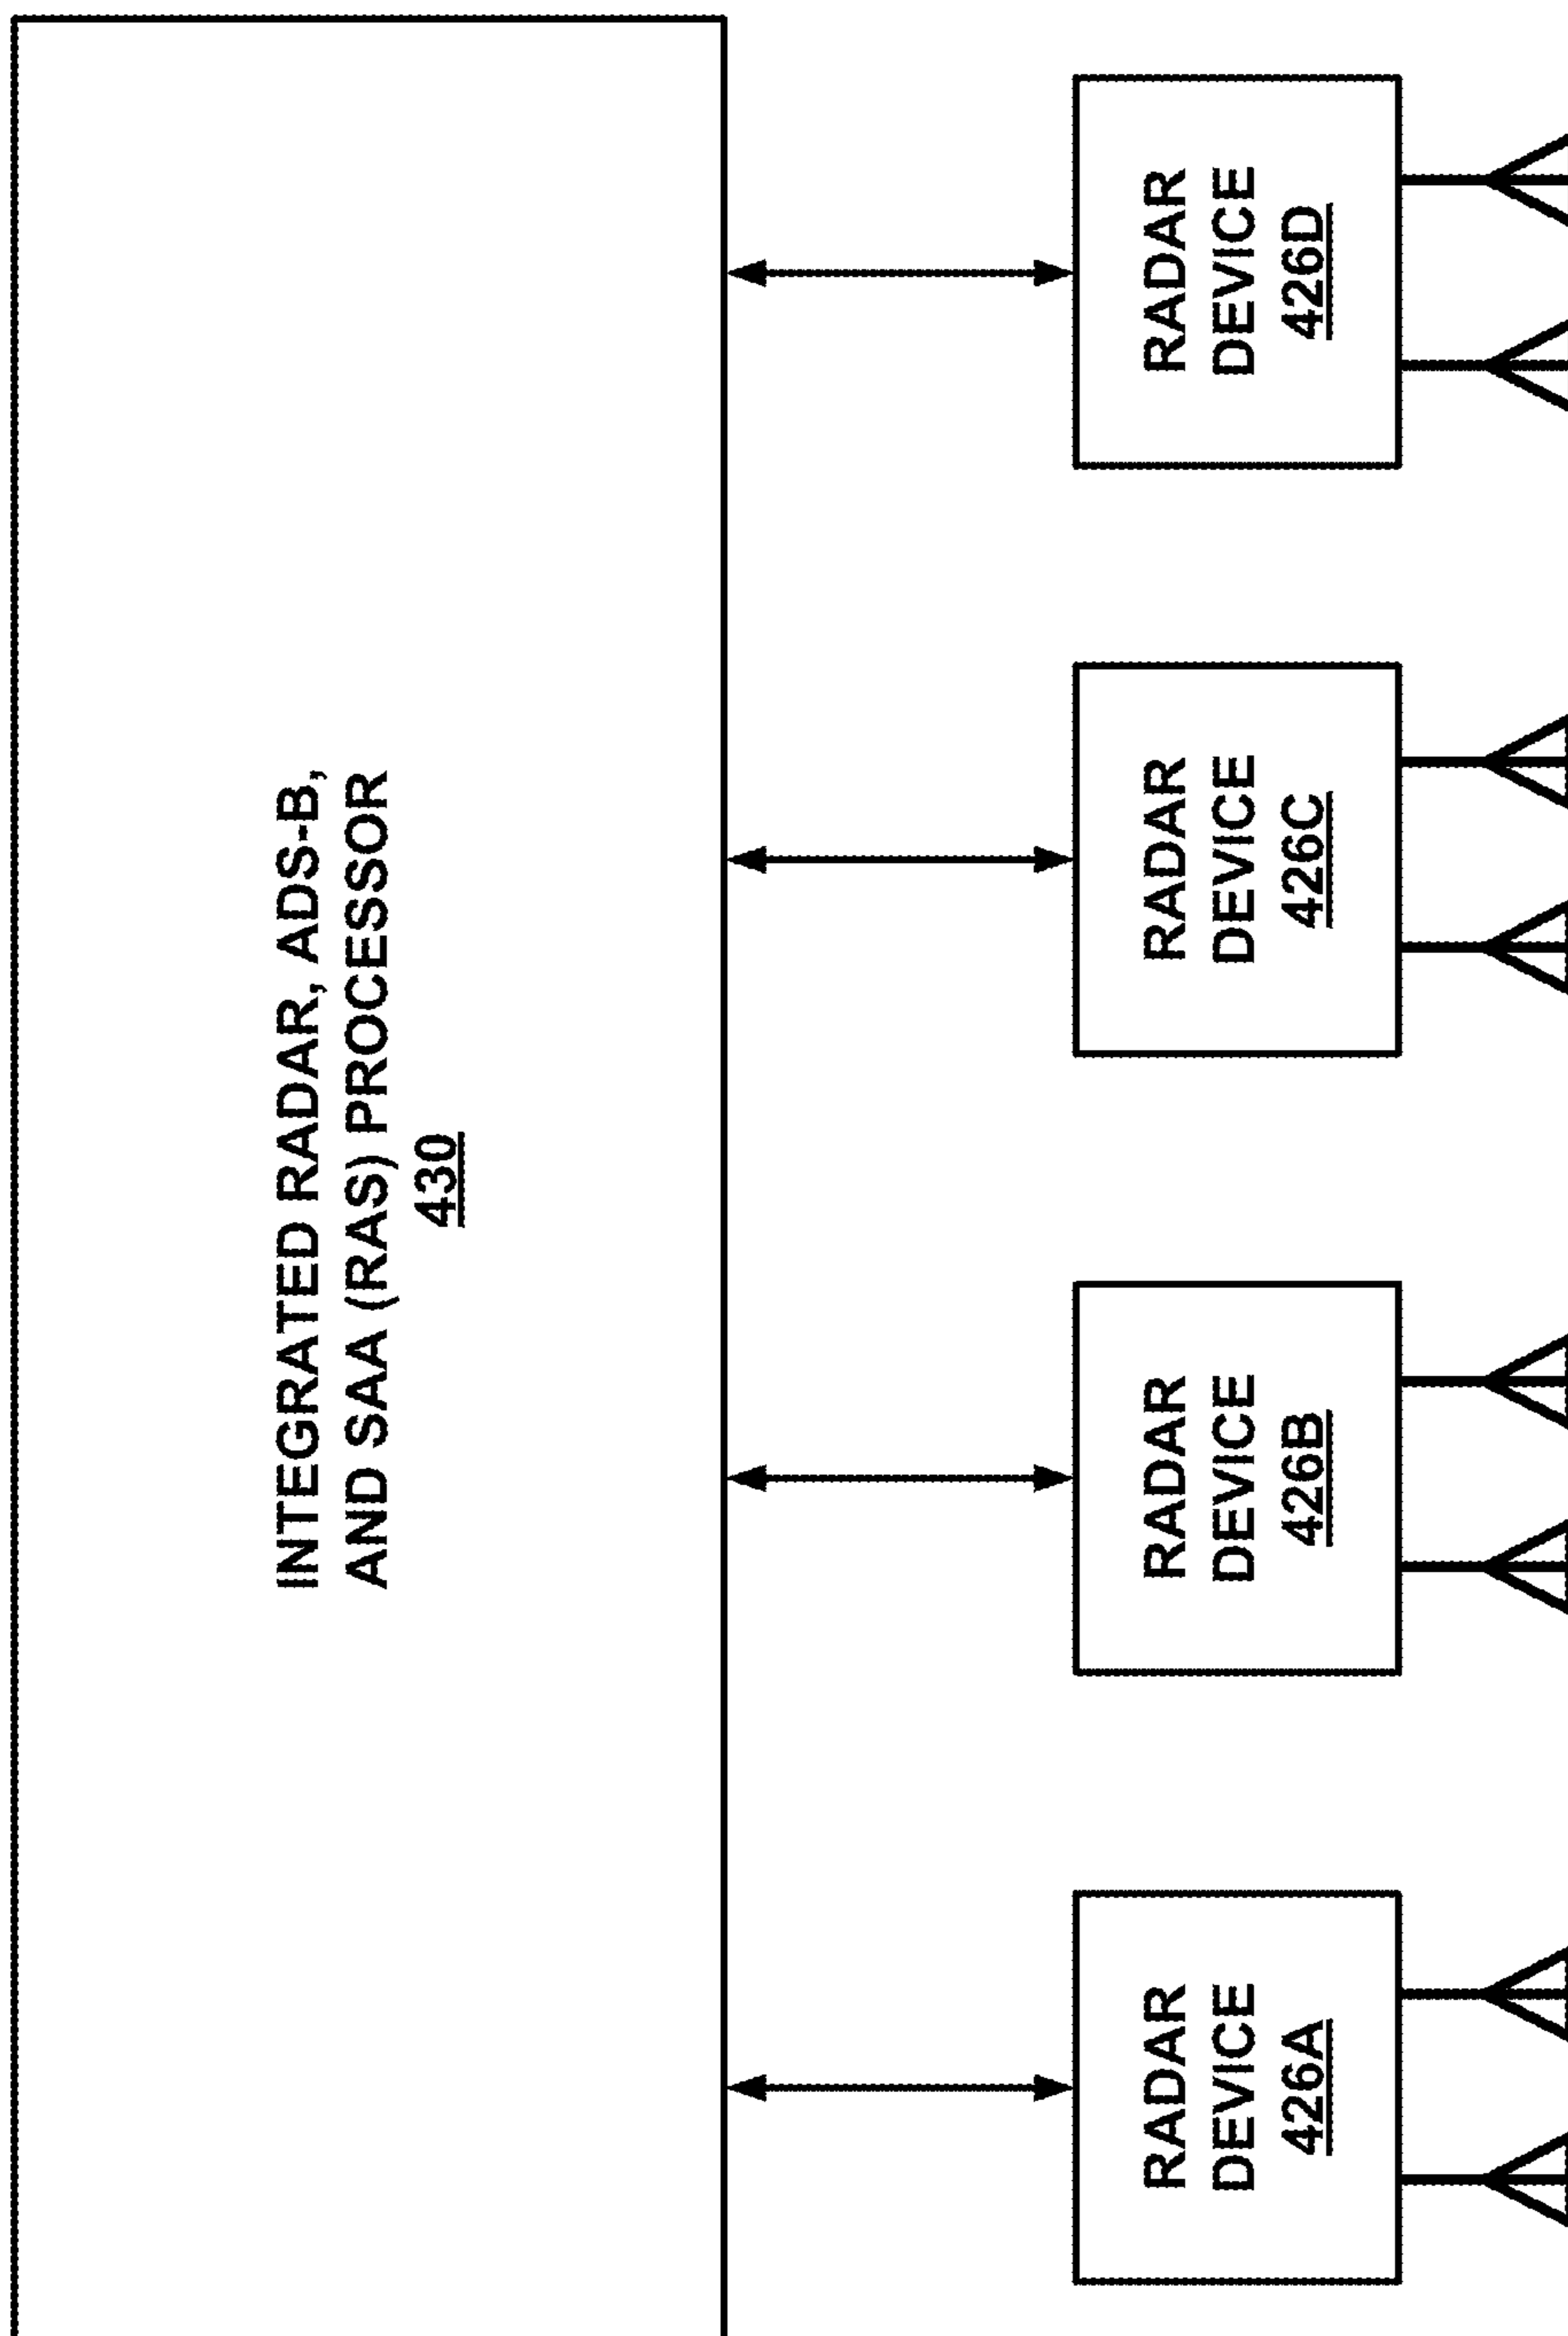 INTEGRATED RADAR, ADS-B,
AND SAA (RAS) PROCESSOR
430
RADAR
DEVICE
426A
RADAR
DEVICE
426B
RADAR
DEVICE
426C
RADAR
DEVICE
426D